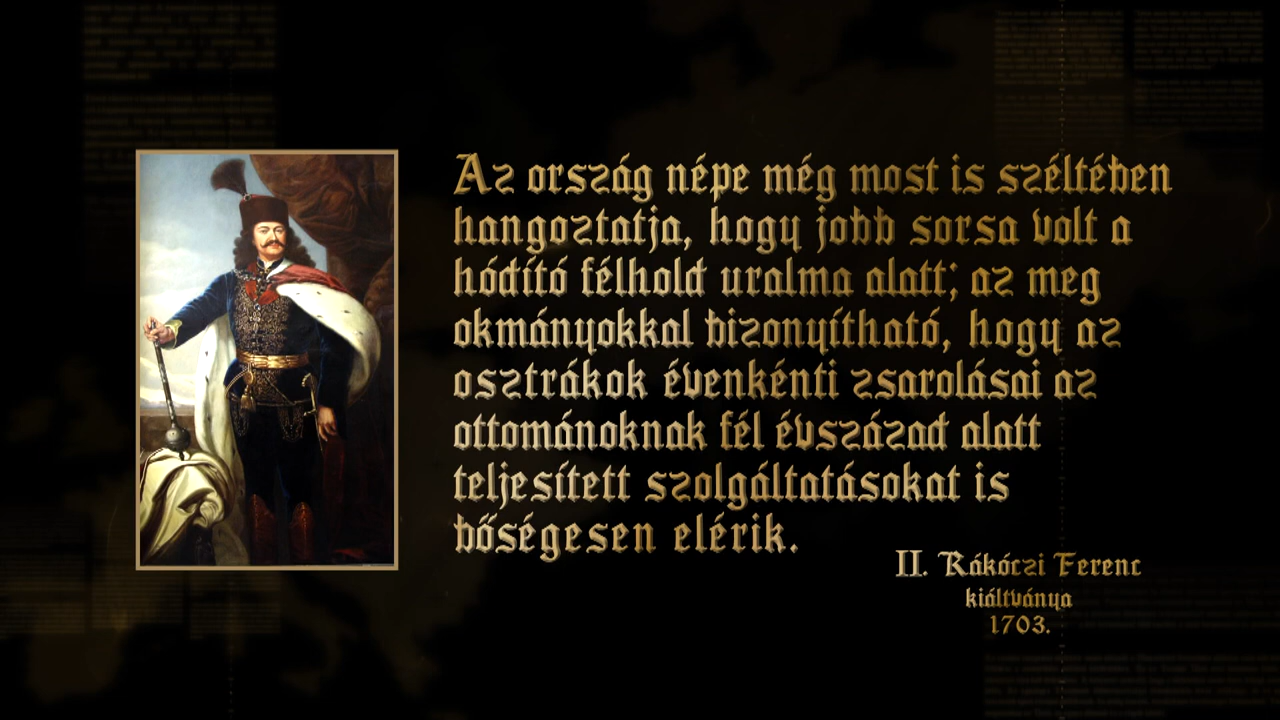 Az ország népe még most is széltében
hangoztatja, hogy jobb sorsa volt a
hódító félhold uralma alatt; az meg
okmányokkal bizonyítható, hogy az
osztrákok évenkénti zsarolásai az
ottománoknak fél évszázad alatt
teljesített szolgáltatásokat is
bőségesen elérik.
II. Rákóczi Ferenc
kiáltványa
1703.